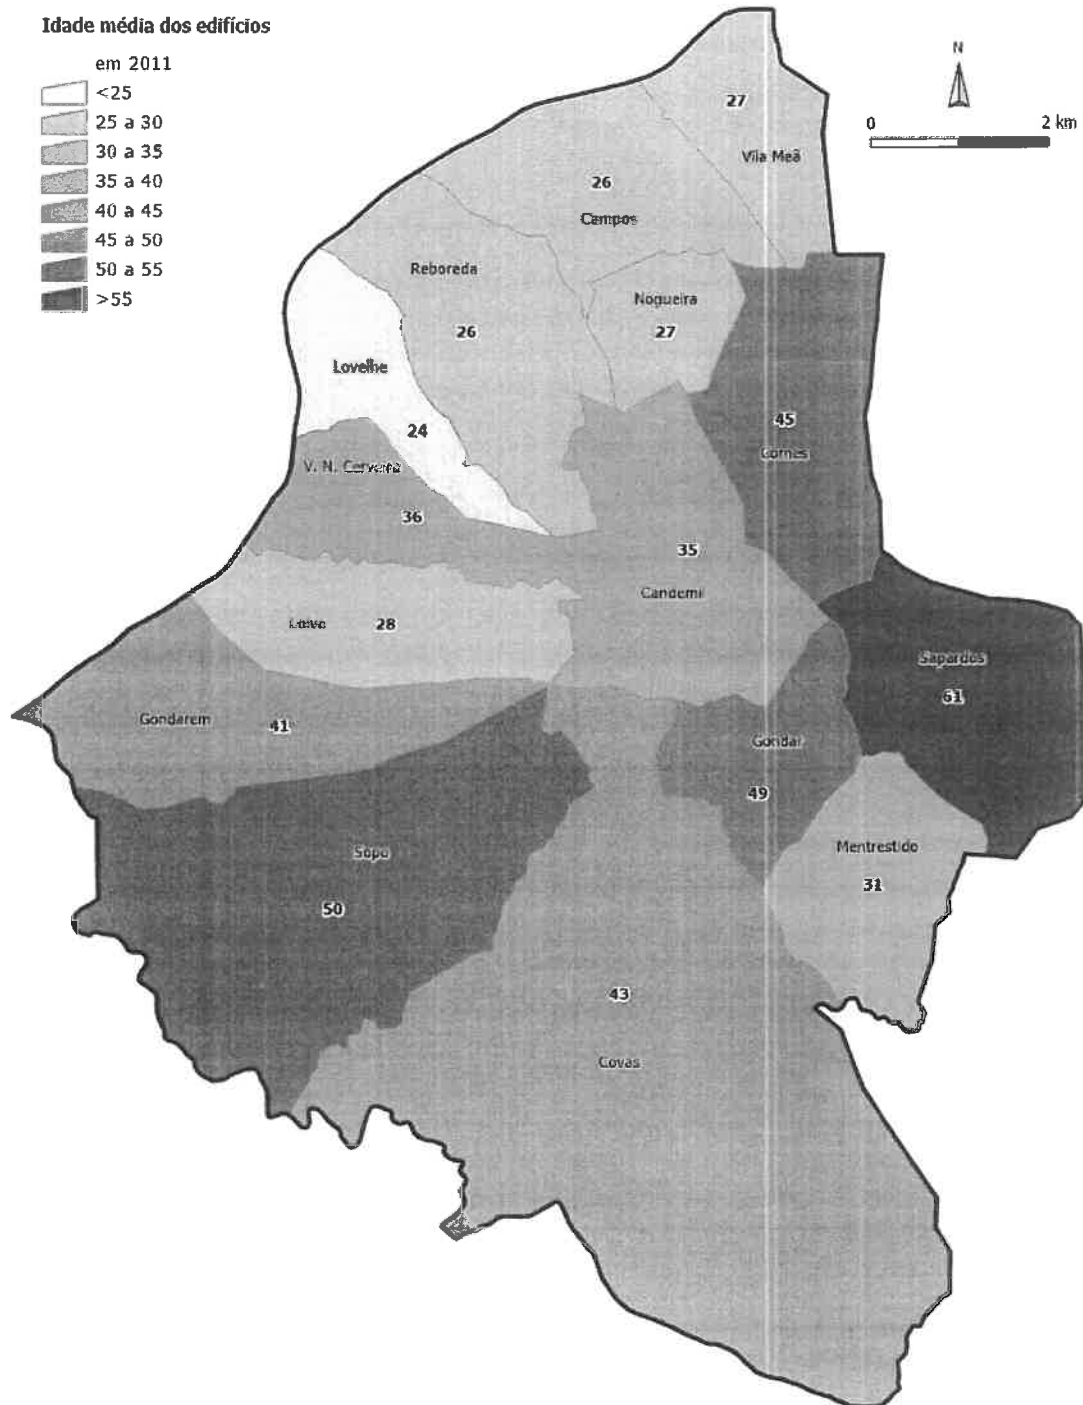 Idade média dos edifícios
em 2011
<25
25 a 30
30 a 35
35 a 40
40 a 45
45 a 50
50 a 55
>55
N
0 2 km
27
Vila Meã
26
Campos
Reboreda
26
Nogueira
27
Lovelhe
24
45
Cornes
V. N. Cerveira
36
35
Candemil
Loivo 28
Sapardos
61
Gondarem 41
Gondar
49
Mentrestido
31
Sopo
50
43
Covas